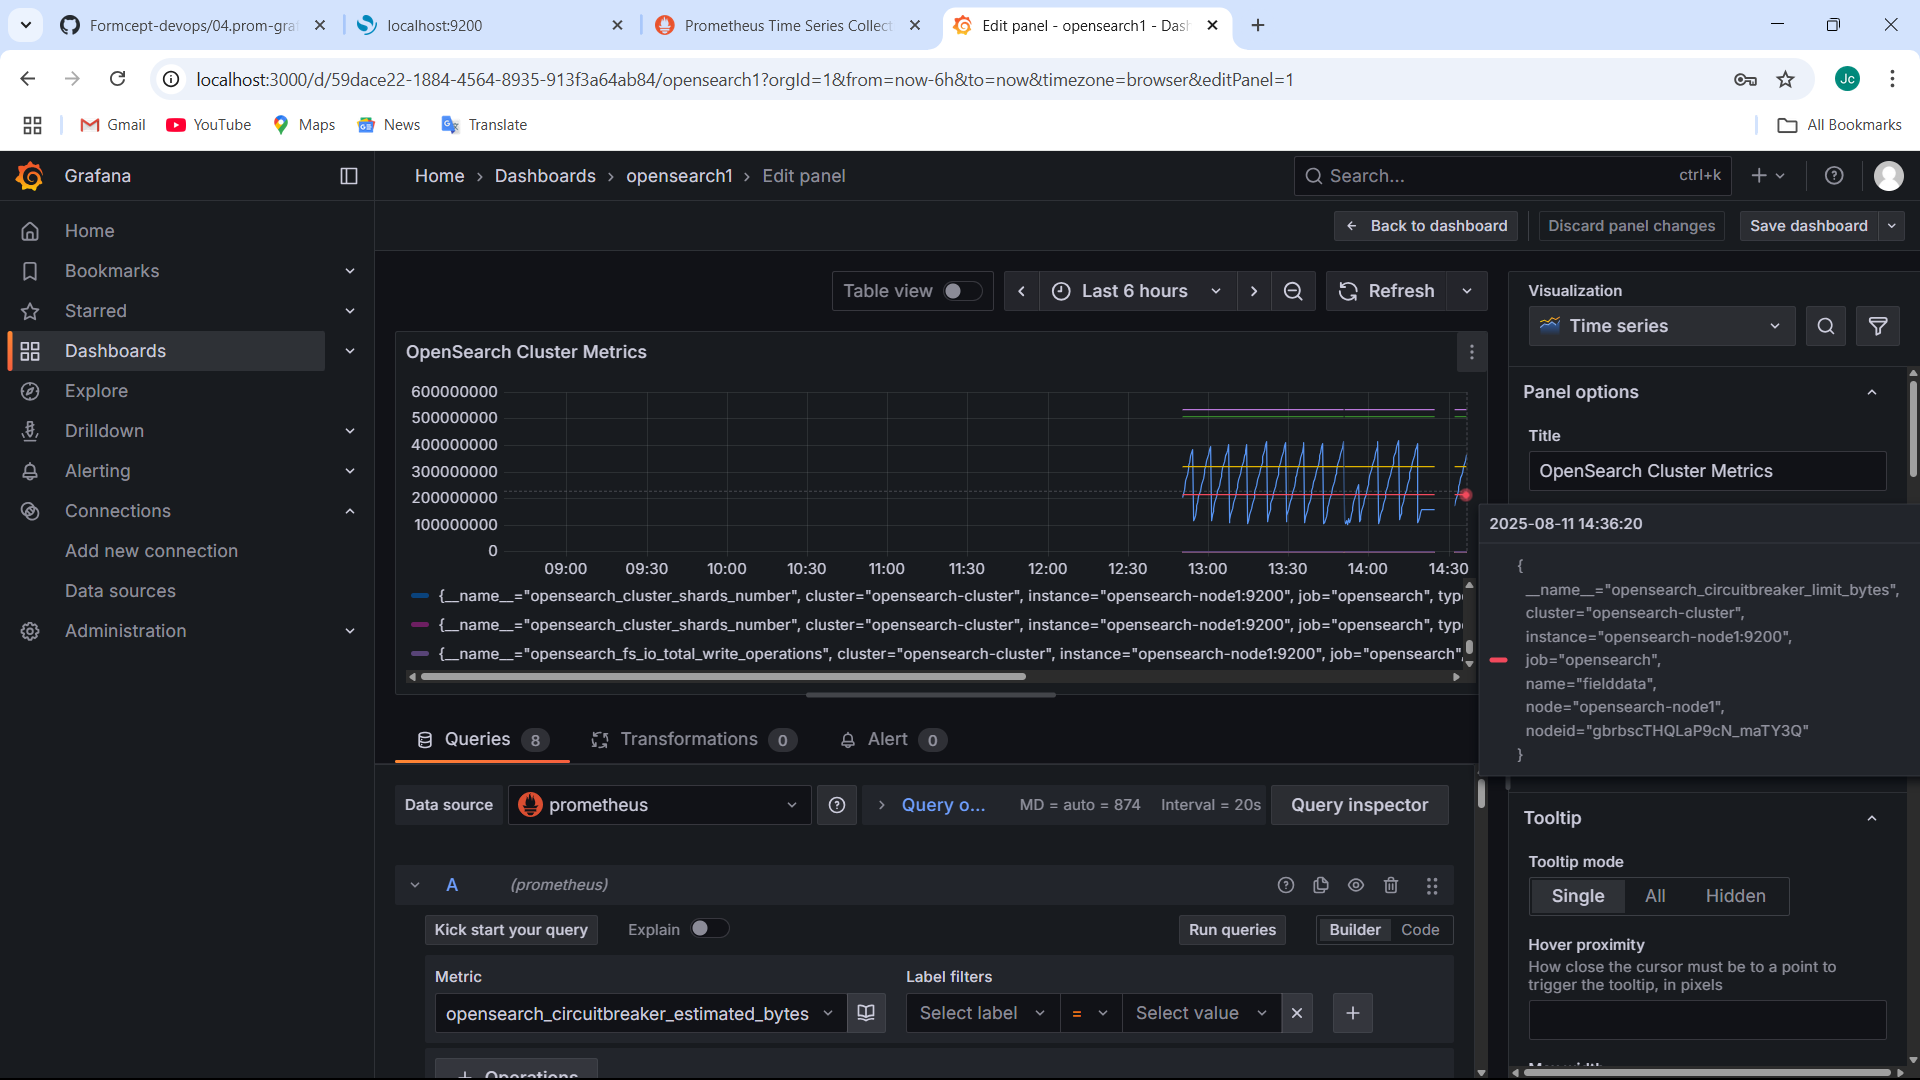 Formcept-devops/04.prom-gra
localhost:9200
Prometheus Time Series Collect
Edit panel - opensearch1 - Dash
localhost:3000/d/59dace22-1884-4564-8935-913f3a64ab84/opensearch1?orgId=1&from=now-6h&to=now&timezone=browser&editPanel=1
Jc
Gmail
YouTube
Maps
News
Translate
All Bookmarks
Grafana
Home › Dashboards › opensearch1 › Edit panel
Search...
ctrl+k
Home
Bookmarks
Starred
Dashboards
Explore
Drilldown
Alerting
Connections
Add new connection
Data sources
Administration
Back to dashboard
Discard panel changes
Save dashboard
Table view
Last 6 hours
Refresh
OpenSearch Cluster Metrics
600000000
500000000
400000000
300000000
200000000
100000000
0
09:00 09:30 10:00 10:30 11:00 11:30 12:00 12:30 13:00 13:30 14:00 14:30
{__name__="opensearch_cluster_shards_number", cluster="opensearch-cluster", instance="opensearch-node1:9200", job="opensearch", typ
{__name__="opensearch_cluster_shards_number", cluster="opensearch-cluster", instance="opensearch-node1:9200", job="opensearch", typ
{__name__="opensearch_fs_io_total_write_operations", cluster="opensearch-cluster", instance="opensearch-node1:9200", job="opensearch",
Queries 8
Transformations 0
Alert 0
Data source
prometheus
Query o...
MD = auto = 874
Interval = 20s
Query inspector
A
(prometheus)
Kick start your query
Explain
Run queries
Builder
Code
Metric
Label filters
opensearch_circuitbreaker_estimated_bytes
Select label
=
Select value
+ Operations
Visualization
Time series
Panel options
Title
OpenSearch Cluster Metrics
2025-08-11 14:36:20
{
__name__="opensearch_circuitbreaker_limit_bytes",
cluster="opensearch-cluster",
instance="opensearch-node1:9200",
job="opensearch",
name="fielddata",
node="opensearch-node1",
nodeid="gbrbscTHQLaP9cN_maTY3Q"
}
Tooltip
Tooltip mode
Single
All
Hidden
Hover proximity
How close the cursor must be to a point to
trigger the tooltip, in pixels